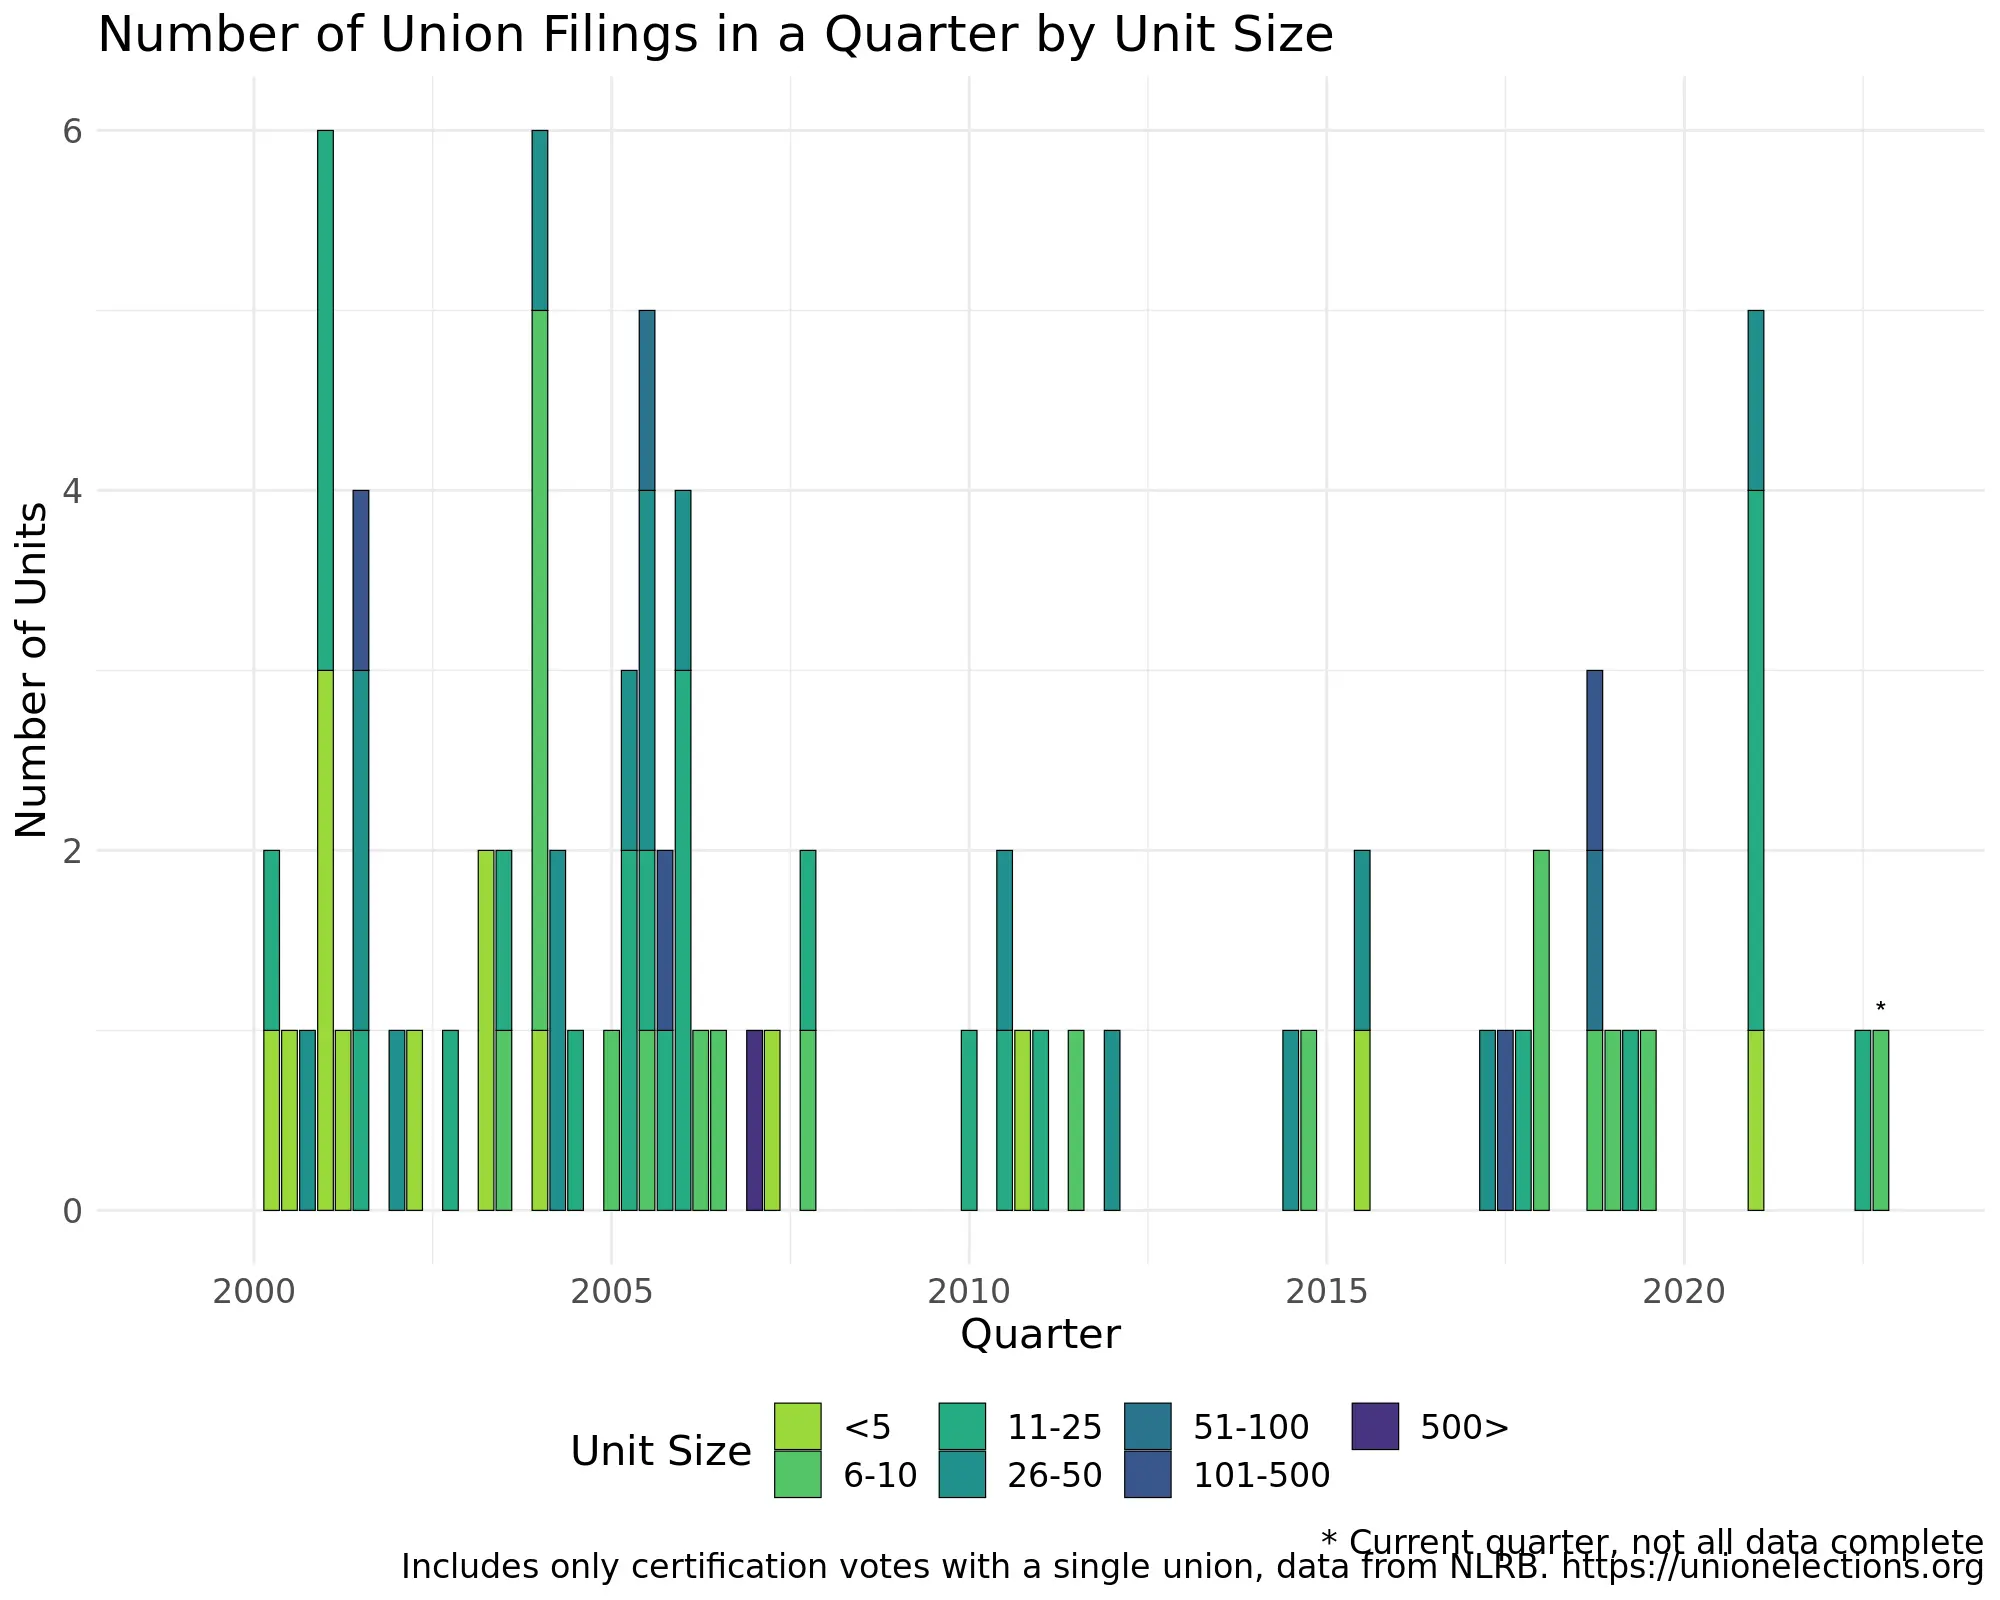 Number of Union Filings in a Quarter by Unit Size
Number of Units
6
4
2
0
*
2000 2005 2010 2015 2020
Quarter
Unit Size
<5 11-25 51-100 500>
6-10 26-50 101-500
* Current quarter, not all data complete
Includes only certification votes with a single union, data from NLRB. https://unionelections.org